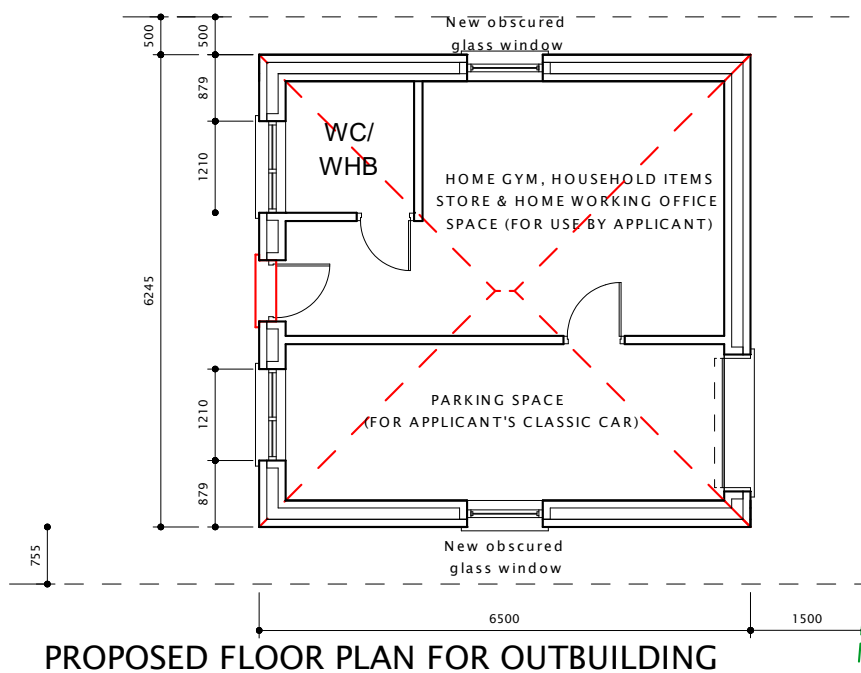 New obscured
glass window
500
500
879
WC/
WHB
1210
HOME GYM, HOUSEHOLD ITEMS
STORE & HOME WORKING OFFICE
SPACE (FOR USE BY APPLICANT)
6245
1210
PARKING SPACE
(FOR APPLICANT'S CLASSIC CAR)
879
New obscured
glass window
755
6500
1500
PROPOSED FLOOR PLAN FOR OUTBUILDING